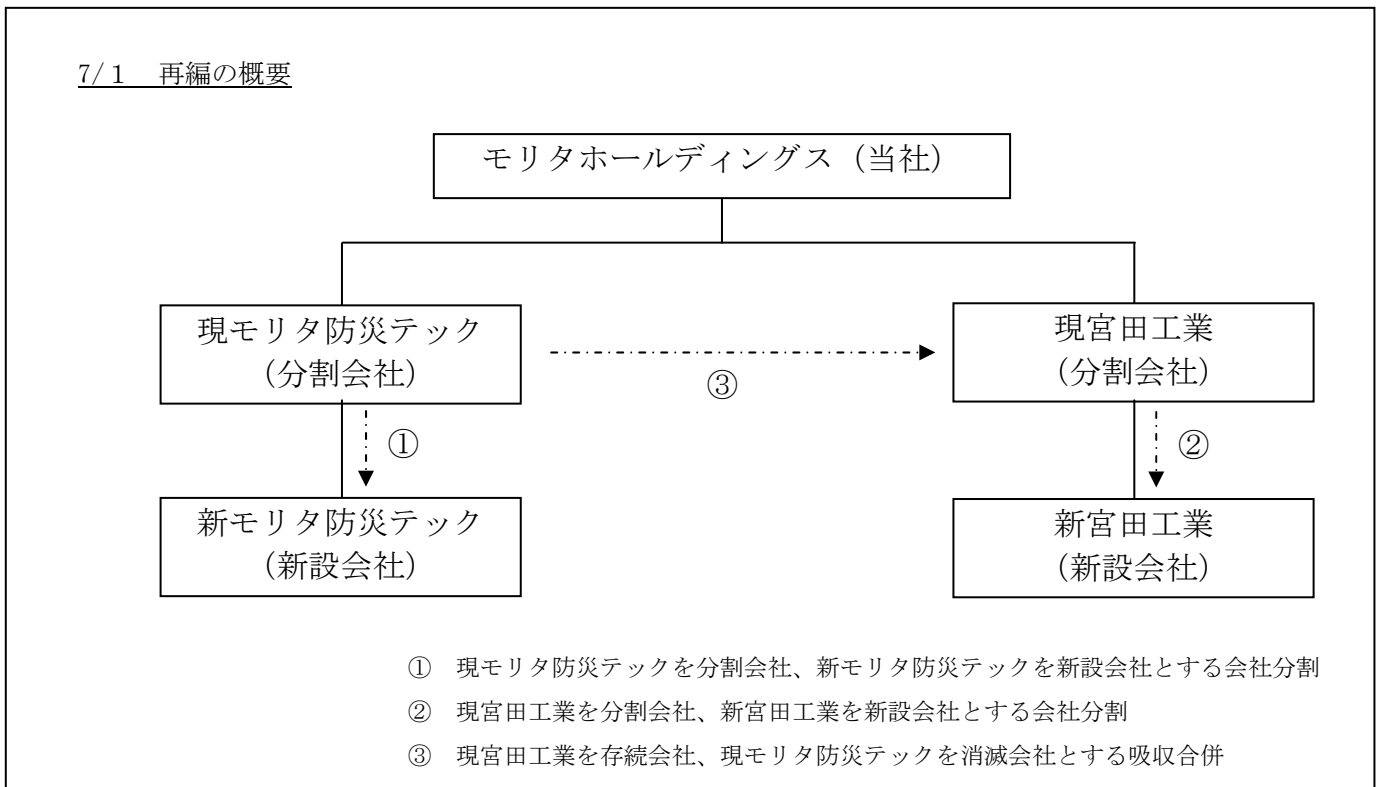 7/１　再編の概要
モリタホールディングス（当社）
現モリタ防災テック
（分割会社）
現宮田工業
（分割会社）
③
①
②
新モリタ防災テック
（新設会社）
新宮田工業
（新設会社）
①　現モリタ防災テックを分割会社、新モリタ防災テックを新設会社とする会社分割
②　現宮田工業を分割会社、新宮田工業を新設会社とする会社分割
③　現宮田工業を存続会社、現モリタ防災テックを消滅会社とする吸収合併